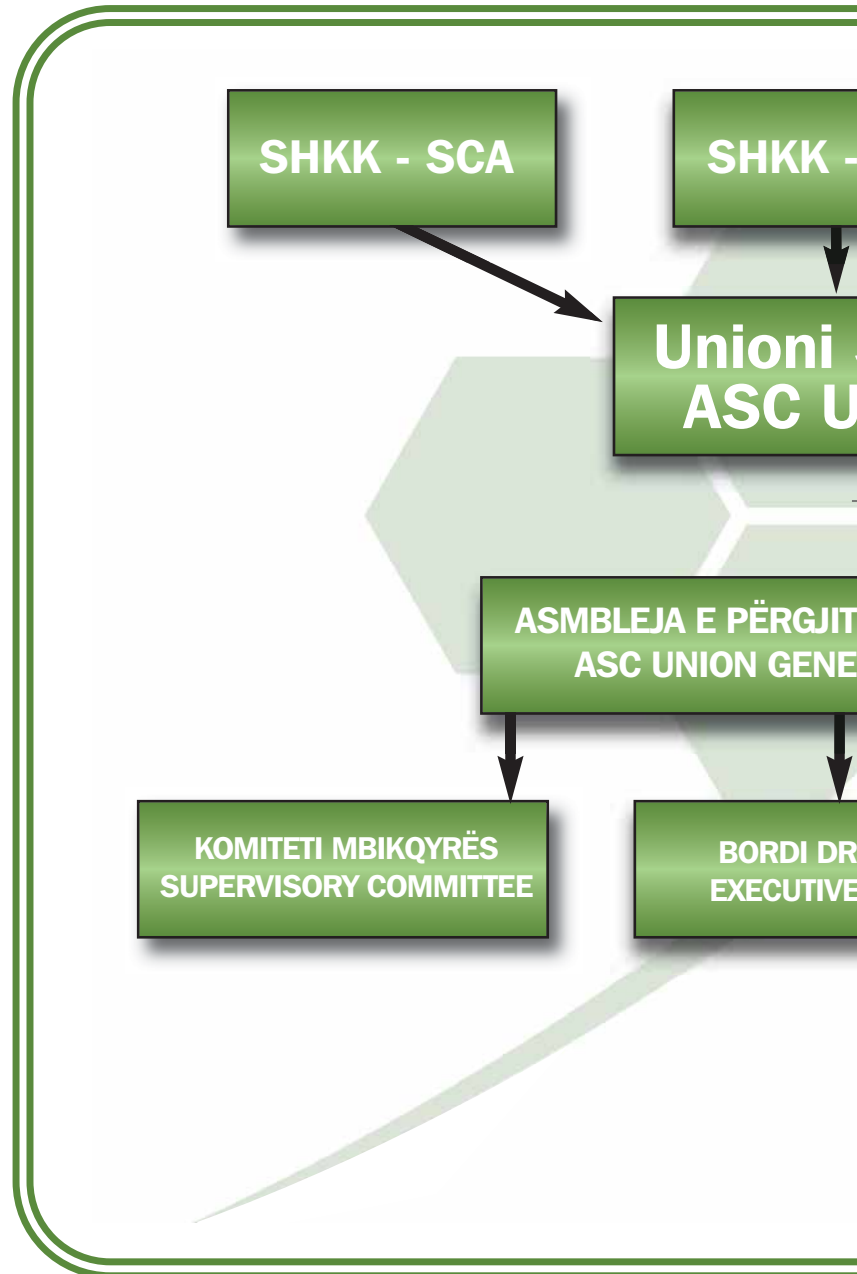 SHKK - SCA
SHKK -
Unioni
ASC U
ASMBLEJA E PËRGJIT
ASC UNION GENE
KOMITETI MBIKQYRËS
SUPERVISORY COMMITTEE
BORDI DR
EXECUTIVE